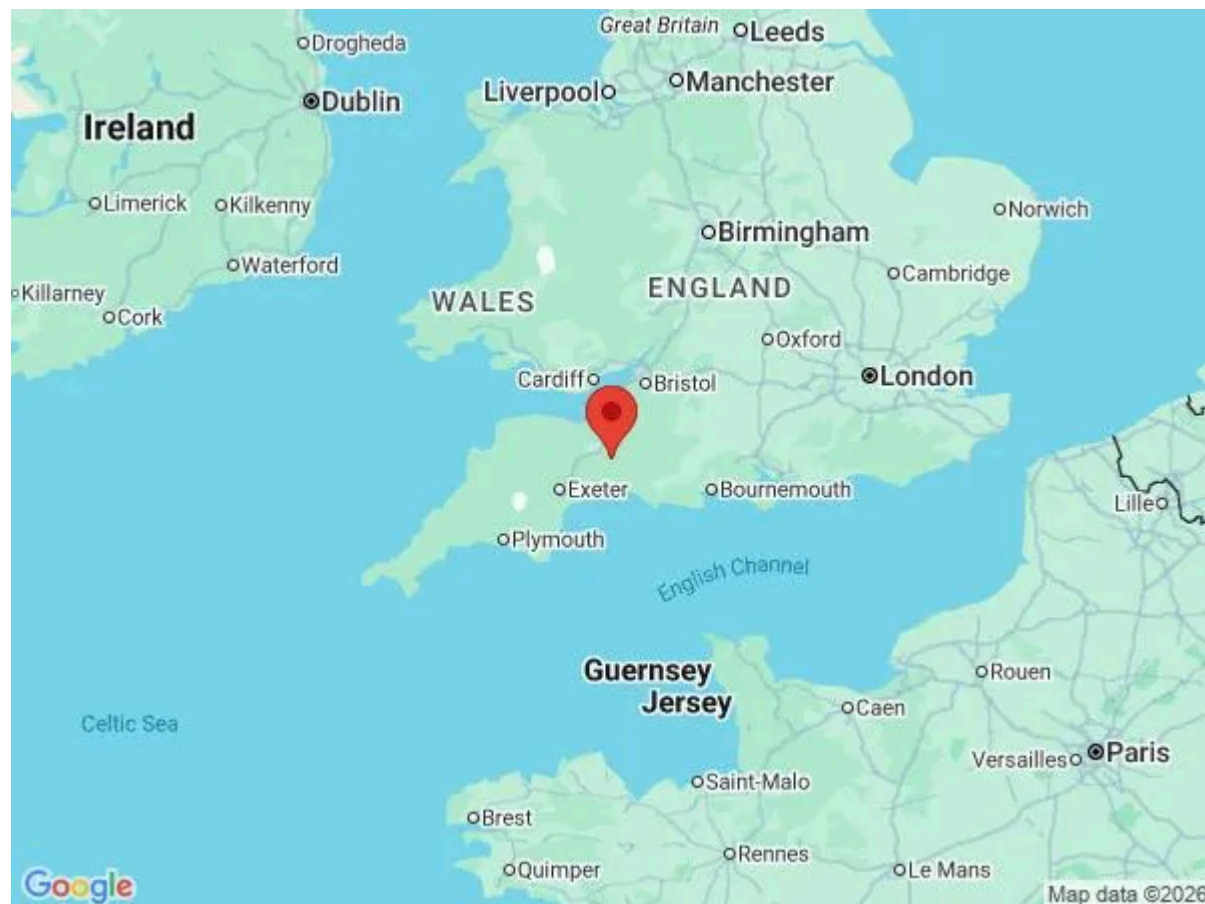 Great Britain
Leeds
Drogheda
Manchester
Liverpool
Dublin
Ireland
Limerick
Kilkenny
Norwich
Birmingham
Waterford
Cambridge
Killarney
WALES
ENGLAND
Cork
Oxford
Cardiff
Bristol
London
Exeter
Bournemouth
Lille
Plymouth
English Channel
Guernsey
Rouen
Jersey
Caen
Celtic Sea
Versailles
Paris
Saint-Malo
Brest
Rennes
Quimper
Le Mans
Google
Map data ©2026